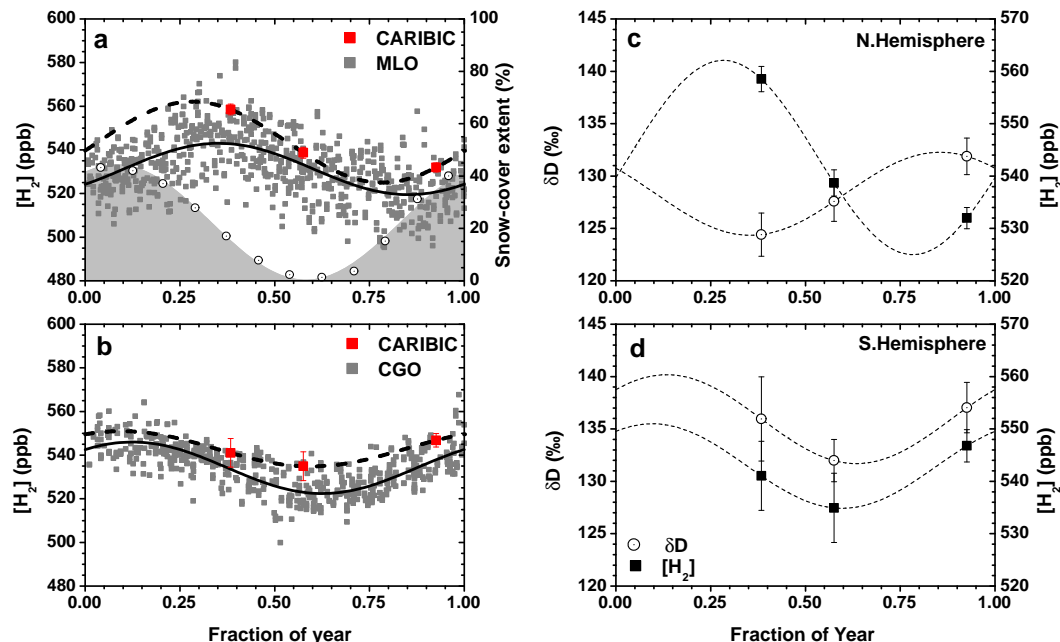 a
CARIBIC
MLO
[H₂] (ppb)
600
580
560
540
520
500
480
100
80
60
40
20
0
Snow-cover extent (%)
0.00 0.25 0.50 0.75 1.00
c
N.Hemisphere
δD (‰)
145
140
135
130
125
120
570
560
550
540
530
520
[H₂] (ppb)
0.00 0.25 0.50 0.75 1.00
b
CARIBIC
CGO
[H₂] (ppb)
600
580
560
540
520
500
480
0.00 0.25 0.50 0.75 1.00
Fraction of year
d
S.Hemisphere
δD (‰)
145
140
135
130
125
120
570
560
550
540
530
520
[H₂] (ppb)
δD
[H₂]
0.00 0.25 0.50 0.75 1.00
Fraction of Year